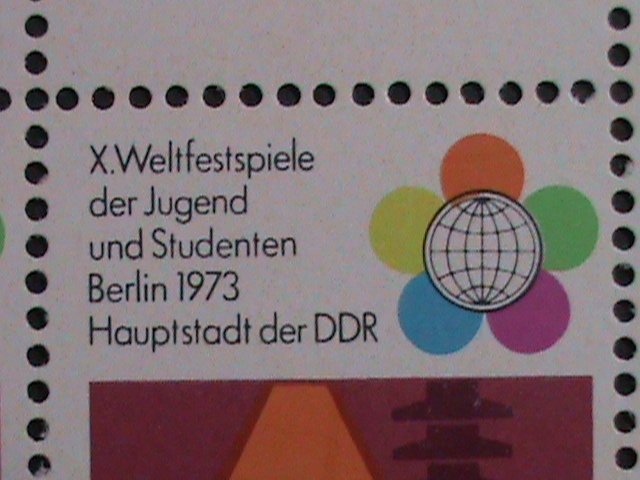 X.Weltfestspiele
der Jugend
und Studenten
Berlin 1973
Hauptstadt der DDR